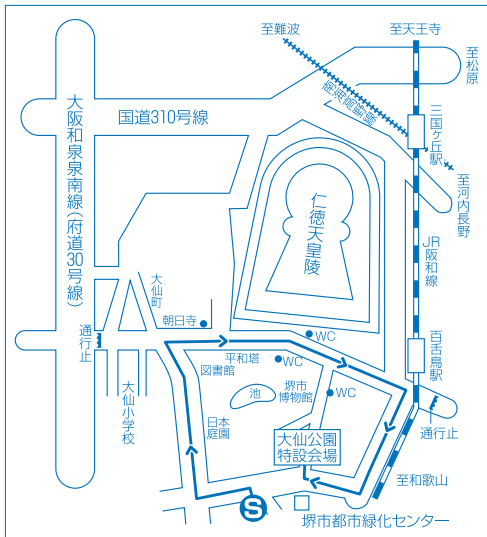 至難波
至天王寺
至松原
南海高野線
国道310号線
三国ヶ丘駅
大阪和泉泉南線(府道30号線)
仁徳天皇陵
至河内長野
JR阪和線
大仙町
朝日寺
WC
通行止
平和塔
図書館
WC
百舌鳥駅
池
堺市
博物館
WC
大仙小学校
日本
庭園
大仙公園
特設会場
通行止
至和歌山
S
堺市都市緑化センター